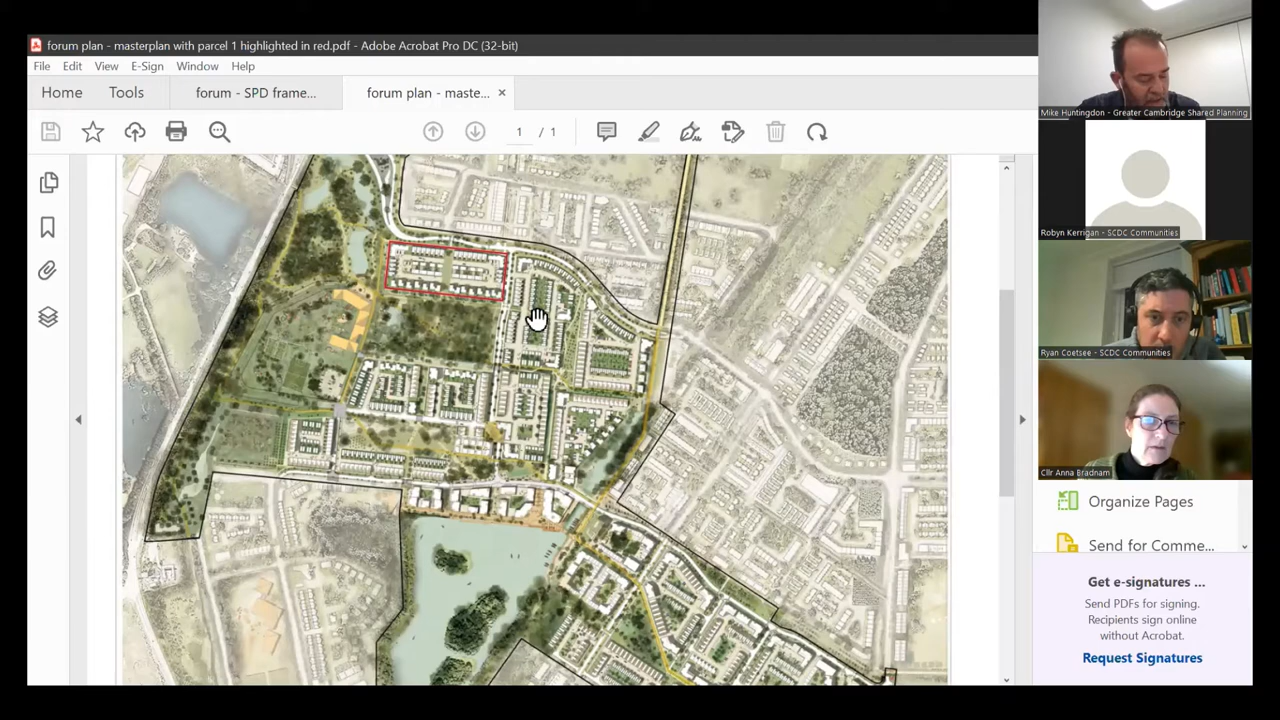 forum plan - masterplan with parcel 1 highlighted in red.pdf - Adobe Acrobat Pro DC (32-bit)
File Edit View E-Sign Window Help
Home Tools forum - SPD frame... forum plan - maste... ×
1 / 1
Mike Huntingdon - Greater Cambridge Shared Planning
Robyn Kerrigan - SCDC Communities
Ryan Coetsee - SCDC Communities
Cllr Anna Bradnam
Organize Pages
Send for Comme...
Get e-signatures ...
Send PDFs for signing.
Recipients sign online
without Acrobat.
Request Signatures